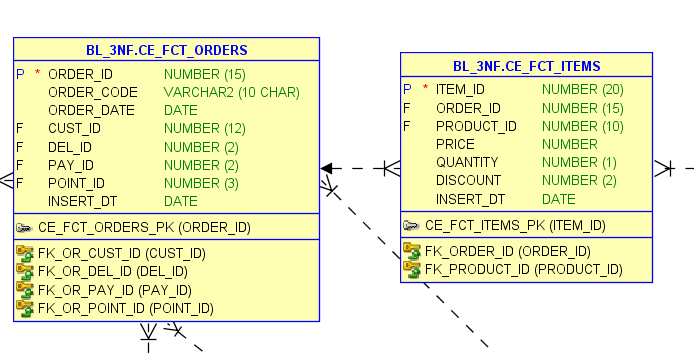 BL_3NF.CE_FCT_ORDERS
P * ORDER_ID NUMBER (15)
ORDER_CODE VARCHAR2 (10 CHAR)
ORDER_DATE DATE
F CUST_ID NUMBER (12)
F DEL_ID NUMBER (2)
F PAY_ID NUMBER (2)
F POINT_ID NUMBER (3)
INSERT_DT DATE
CE_FCT_ORDERS_PK (ORDER_ID)
FK_OR_CUST_ID (CUST_ID)
FK_OR_DEL_ID (DEL_ID)
FK_OR_PAY_ID (PAY_ID)
FK_OR_POINT_ID (POINT_ID)
BL_3NF.CE_FCT_ITEMS
P * ITEM_ID NUMBER (20)
F ORDER_ID NUMBER (15)
F PRODUCT_ID NUMBER (10)
PRICE NUMBER
QUANTITY NUMBER (1)
DISCOUNT NUMBER (2)
INSERT_DT DATE
CE_FCT_ITEMS_PK (ITEM_ID)
FK_ORDER_ID (ORDER_ID)
FK_PRODUCT_ID (PRODUCT_ID)